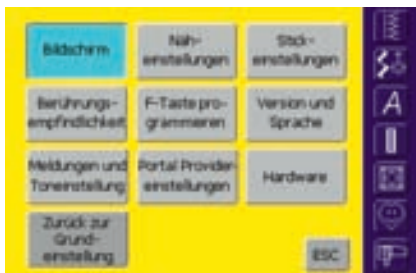 Bildschirm
Näh-
einstellungen
Stick-
einstellungen
Berührungs-
empfindlichkeit
F-Taste pro-
grammieren
Version und
Sprache
Meldungen und
Toneinstellung
Portal Provider-
einstellungen
Hardware
Zurück zur
Grund-
einstellung
ESC
A